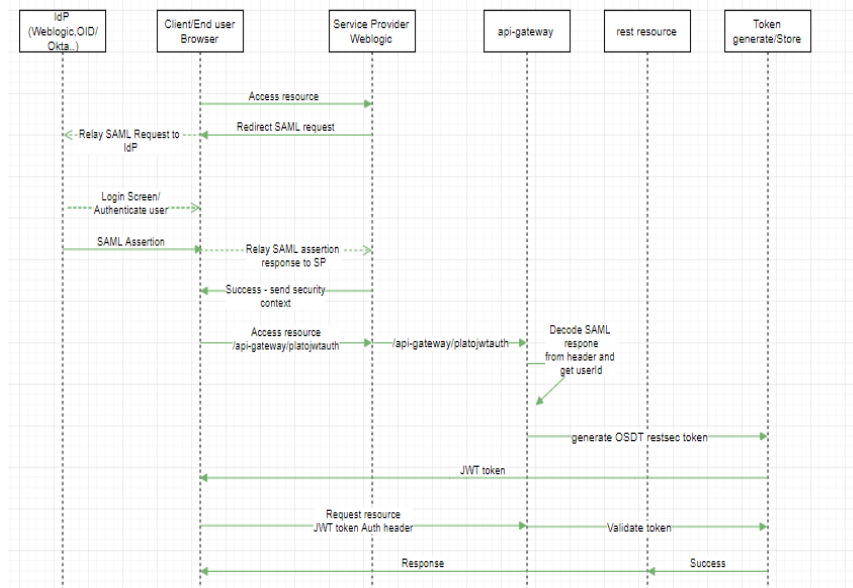 IdP
(Weblogic,OID/
Okta..)
Client/End user
Browser
Service Provider
Weblogic
api-gateway
rest resource
Token
generate/Store
Access resource
Redirect SAML request
Relay SAML Request to
IdP
Login Screen/
Authenticate user
SAML Assertion
Relay SAML assertion
response to SP
Success - send security
context
Access resource
/api-gateway/platojwtauth
/api-gateway/platojwtauth
Decode SAML
respone
from header and
get userId
generate OSDT restsec token
JWT token
Request resource
JWT token Auth header
Validate token
Response
Success